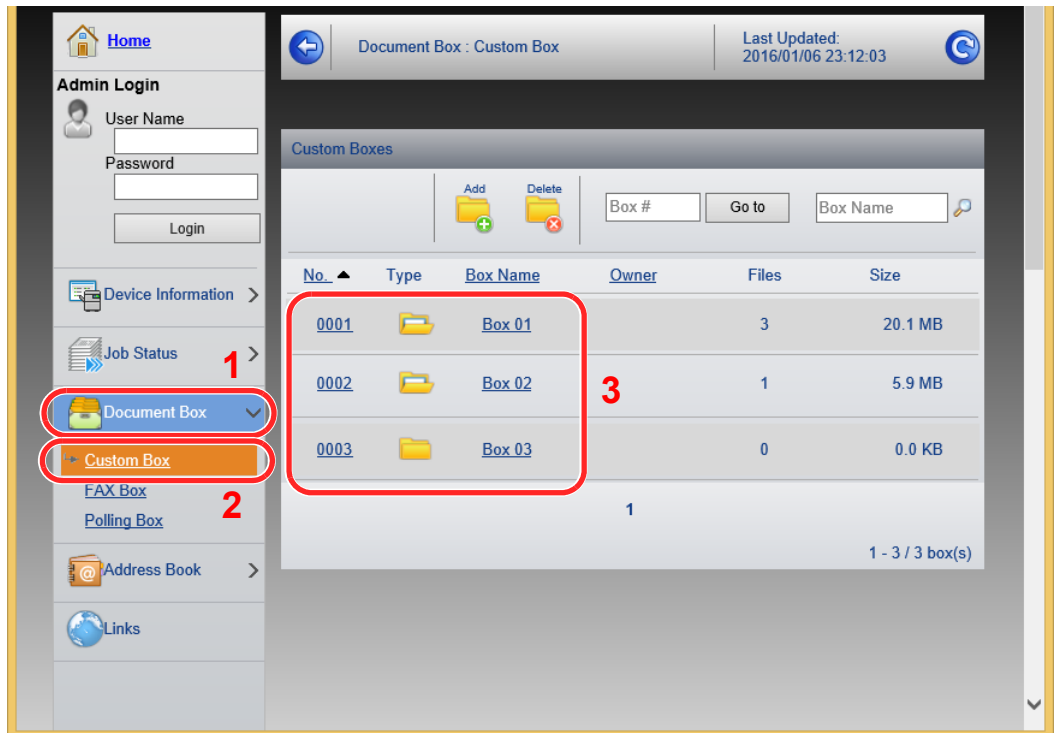 Home
Admin Login
User Name
Password
Login
Device Information
Job Status
1
Document Box
Custom Box
FAX Box
2
Polling Box
Address Book
Links
Document Box : Custom Box
Last Updated:
2016/01/06 23:12:03
Custom Boxes
Add Delete
Box # Go to Box Name
No. Type Box Name Owner Files Size
0001 Box 01 3 20.1 MB
0002 Box 02 1 5.9 MB
3
0003 Box 03 0 0.0 KB
1
1 - 3 / 3 box(s)